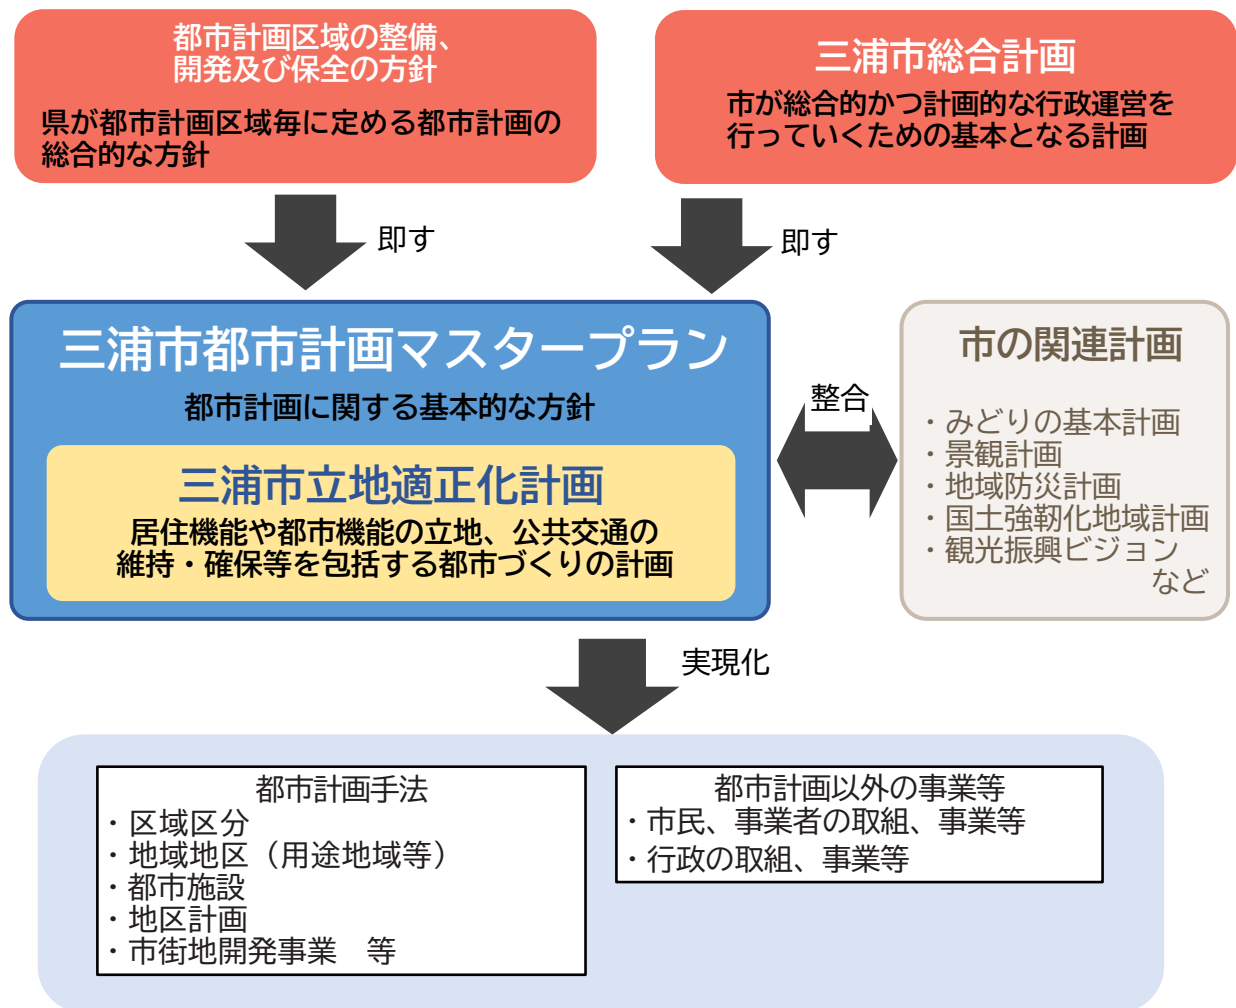 都市計画区域の整備、
開発及び保全の方針
県が都市計画区域毎に定める都市計画の
総合的な方針
三浦市総合計画
市が総合的かつ計画的な行政運営を
行っていくための基本となる計画
即す
即す
三浦市都市計画マスタープラン
都市計画に関する基本的な方針
三浦市立地適正化計画
居住機能や都市機能の立地、公共交通の
維持・確保等を包括する都市づくりの計画
整合
市の関連計画
・みどりの基本計画
・景観計画
・地域防災計画
・国土強靭化地域計画
・観光振興ビジョン
など
実現化
都市計画手法
・区域区分
・地域地区（用途地域等）
・都市施設
・地区計画
・市街地開発事業　等
都市計画以外の事業等
・市民、事業者の取組、事業等
・行政の取組、事業等